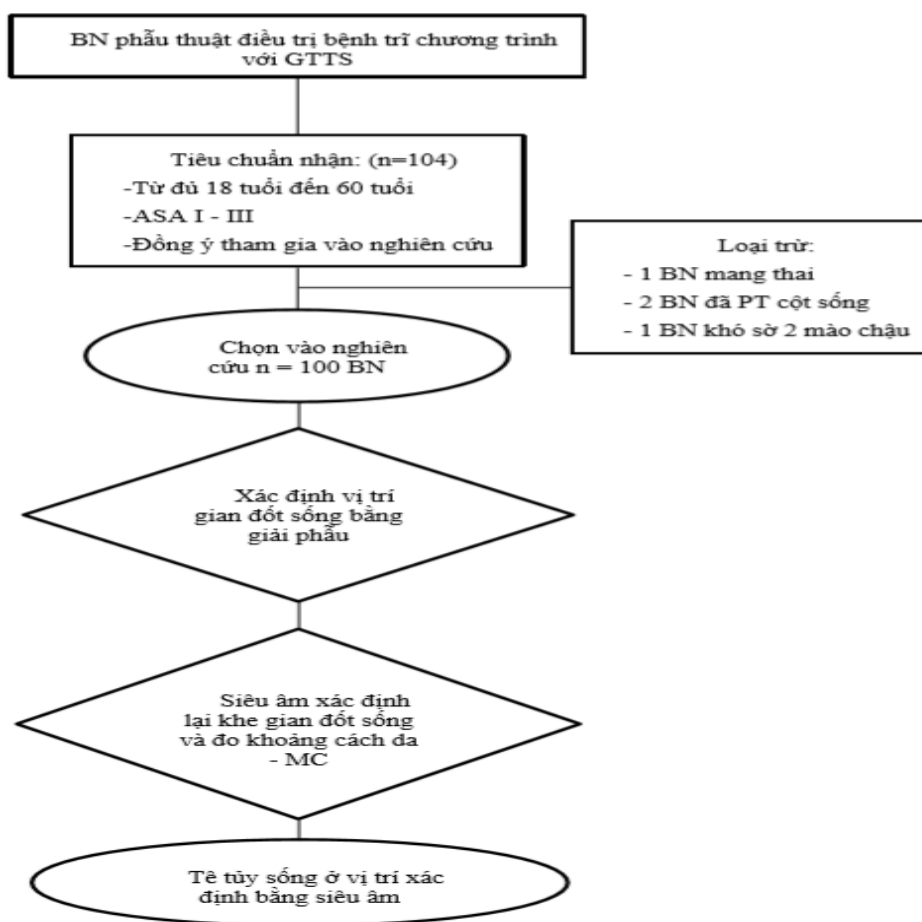 BN phẫu thuật điều trị bệnh trĩ chương trình
với GTTS
Tiêu chuẩn nhận: (n=104)
-Từ đủ 18 tuổi đến 60 tuổi
-ASA I - III
-Đồng ý tham gia vào nghiên cứu
Loại trừ:
- 1 BN mang thai
- 2 BN đã PT cột sống
- 1 BN khó sờ 2 mào chậu
Chọn vào nghiên
cứu n = 100 BN
Xác định vị trí
gian đốt sống bằng
giải phẫu
Siêu âm xác định
lại khe gian đốt sống
và đo khoảng cách da
- MC
Tê tủy sống ở vị trí xác
định bằng siêu âm